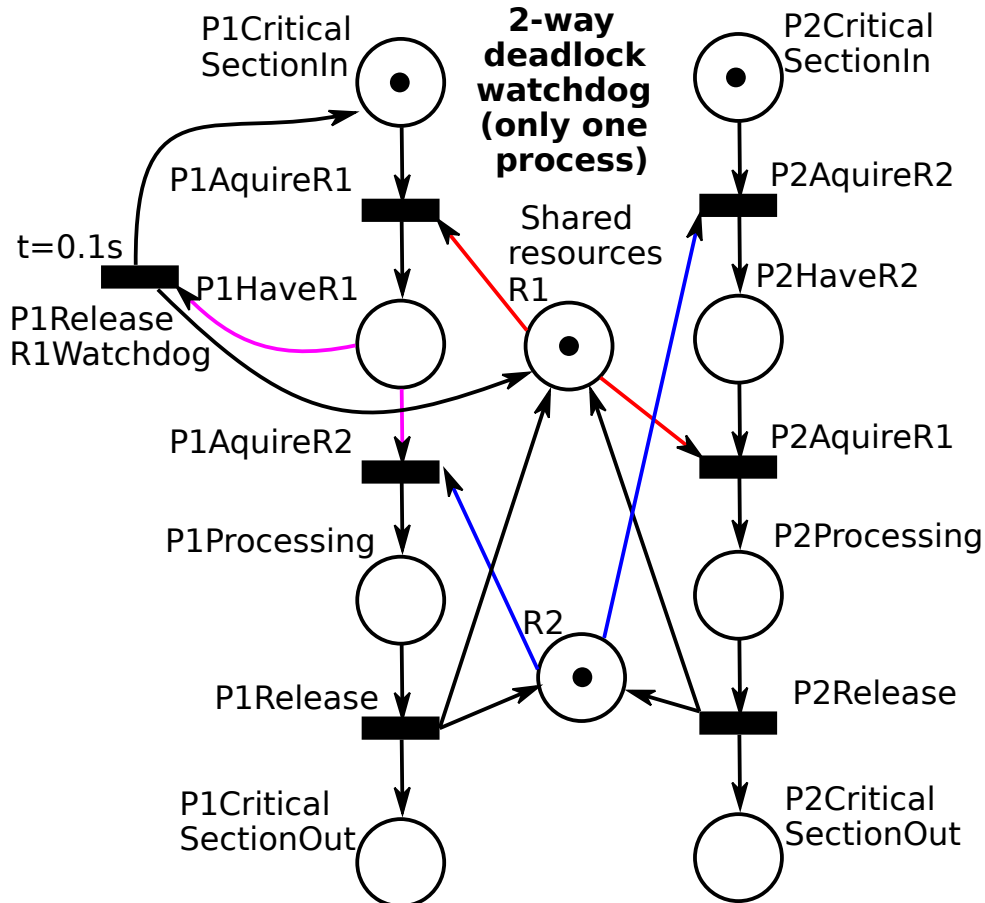 P1Critical
SectionIn
2-way
deadlock
watchdog
(only one
process)
P2Critical
SectionIn
P1AquireR1
P2AquireR2
Shared
resources
t=0.1s
P1HaveR1
R1
P2HaveR2
P1Release
R1Watchdog
P1AquireR2
P2AquireR1
P1Processing
P2Processing
R2
P1Release
P2Release
P1Critical
SectionOut
P2Critical
SectionOut